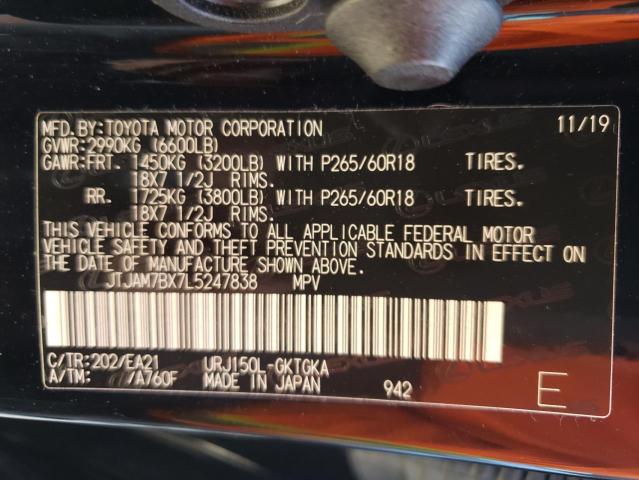 MFD.BY:TOYOTA MOTOR CORPORATION 11/19
GVWR:2990KG (6600LB)
GAWR:FRT. 1450KG (3200LB) WITH P265/60R18 TIRES.
18X7 1/2J RIMS.
RR. 1725KG (3800LB) WITH P265/60R18 TIRES.
18X7 1/2J RIMS.
THIS VEHICLE CONFORMS TO ALL APPLICABLE FEDERAL MOTOR
VEHICLE SAFETY AND THEFT PREVENTION STANDARDS IN EFFECT ON
THE DATE OF MANUFACTURE SHOWN ABOVE.
JTJAM7BX7L5247838 MPV
C/TR:202/EA21 URJ150L-GKTGKA
A/TM: /A760F MADE IN JAPAN 942 E
LEXUS